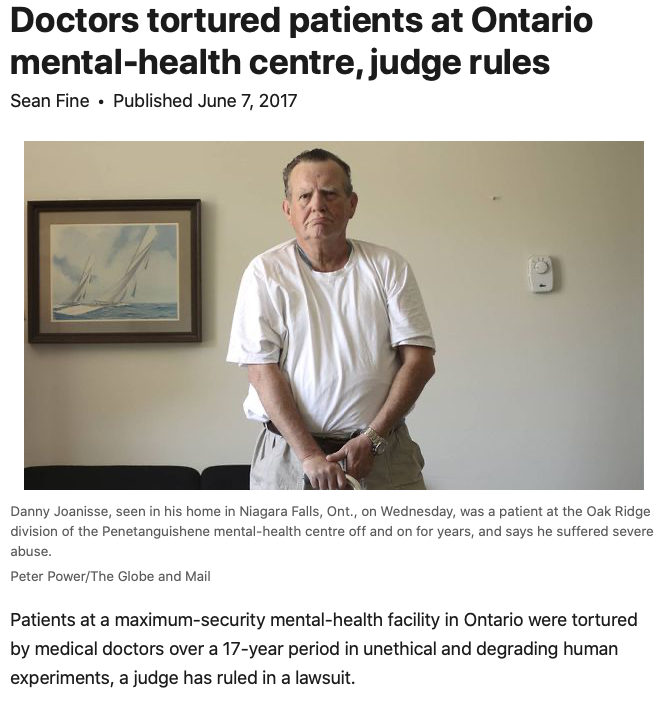 Doctors tortured patients at Ontario
mental-health centre, judge rules
Sean Fine • Published June 7, 2017
Danny Joanisse, seen in his home in Niagara Falls, Ont., on Wednesday, was a patient at the Oak Ridge
division of the Penetanguishene mental-health centre off and on for years, and says he suffered severe
abuse.
Peter Power/The Globe and Mail
Patients at a maximum-security mental-health facility in Ontario were tortured
by medical doctors over a 17-year period in unethical and degrading human
experiments, a judge has ruled in a lawsuit.